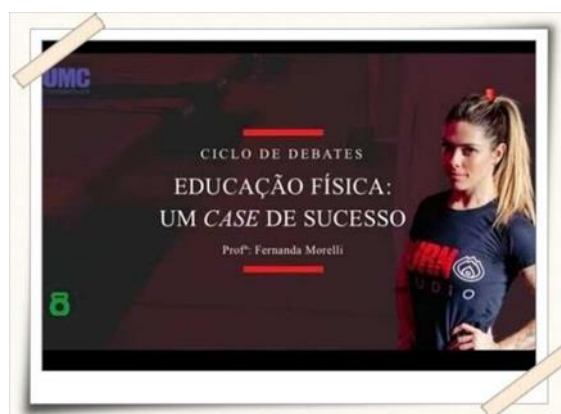 UMC
CICLO DE DEBATES
EDUCAÇÃO FÍSICA:
UM CASE DE SUCESSO
Profª: Fernanda Morelli